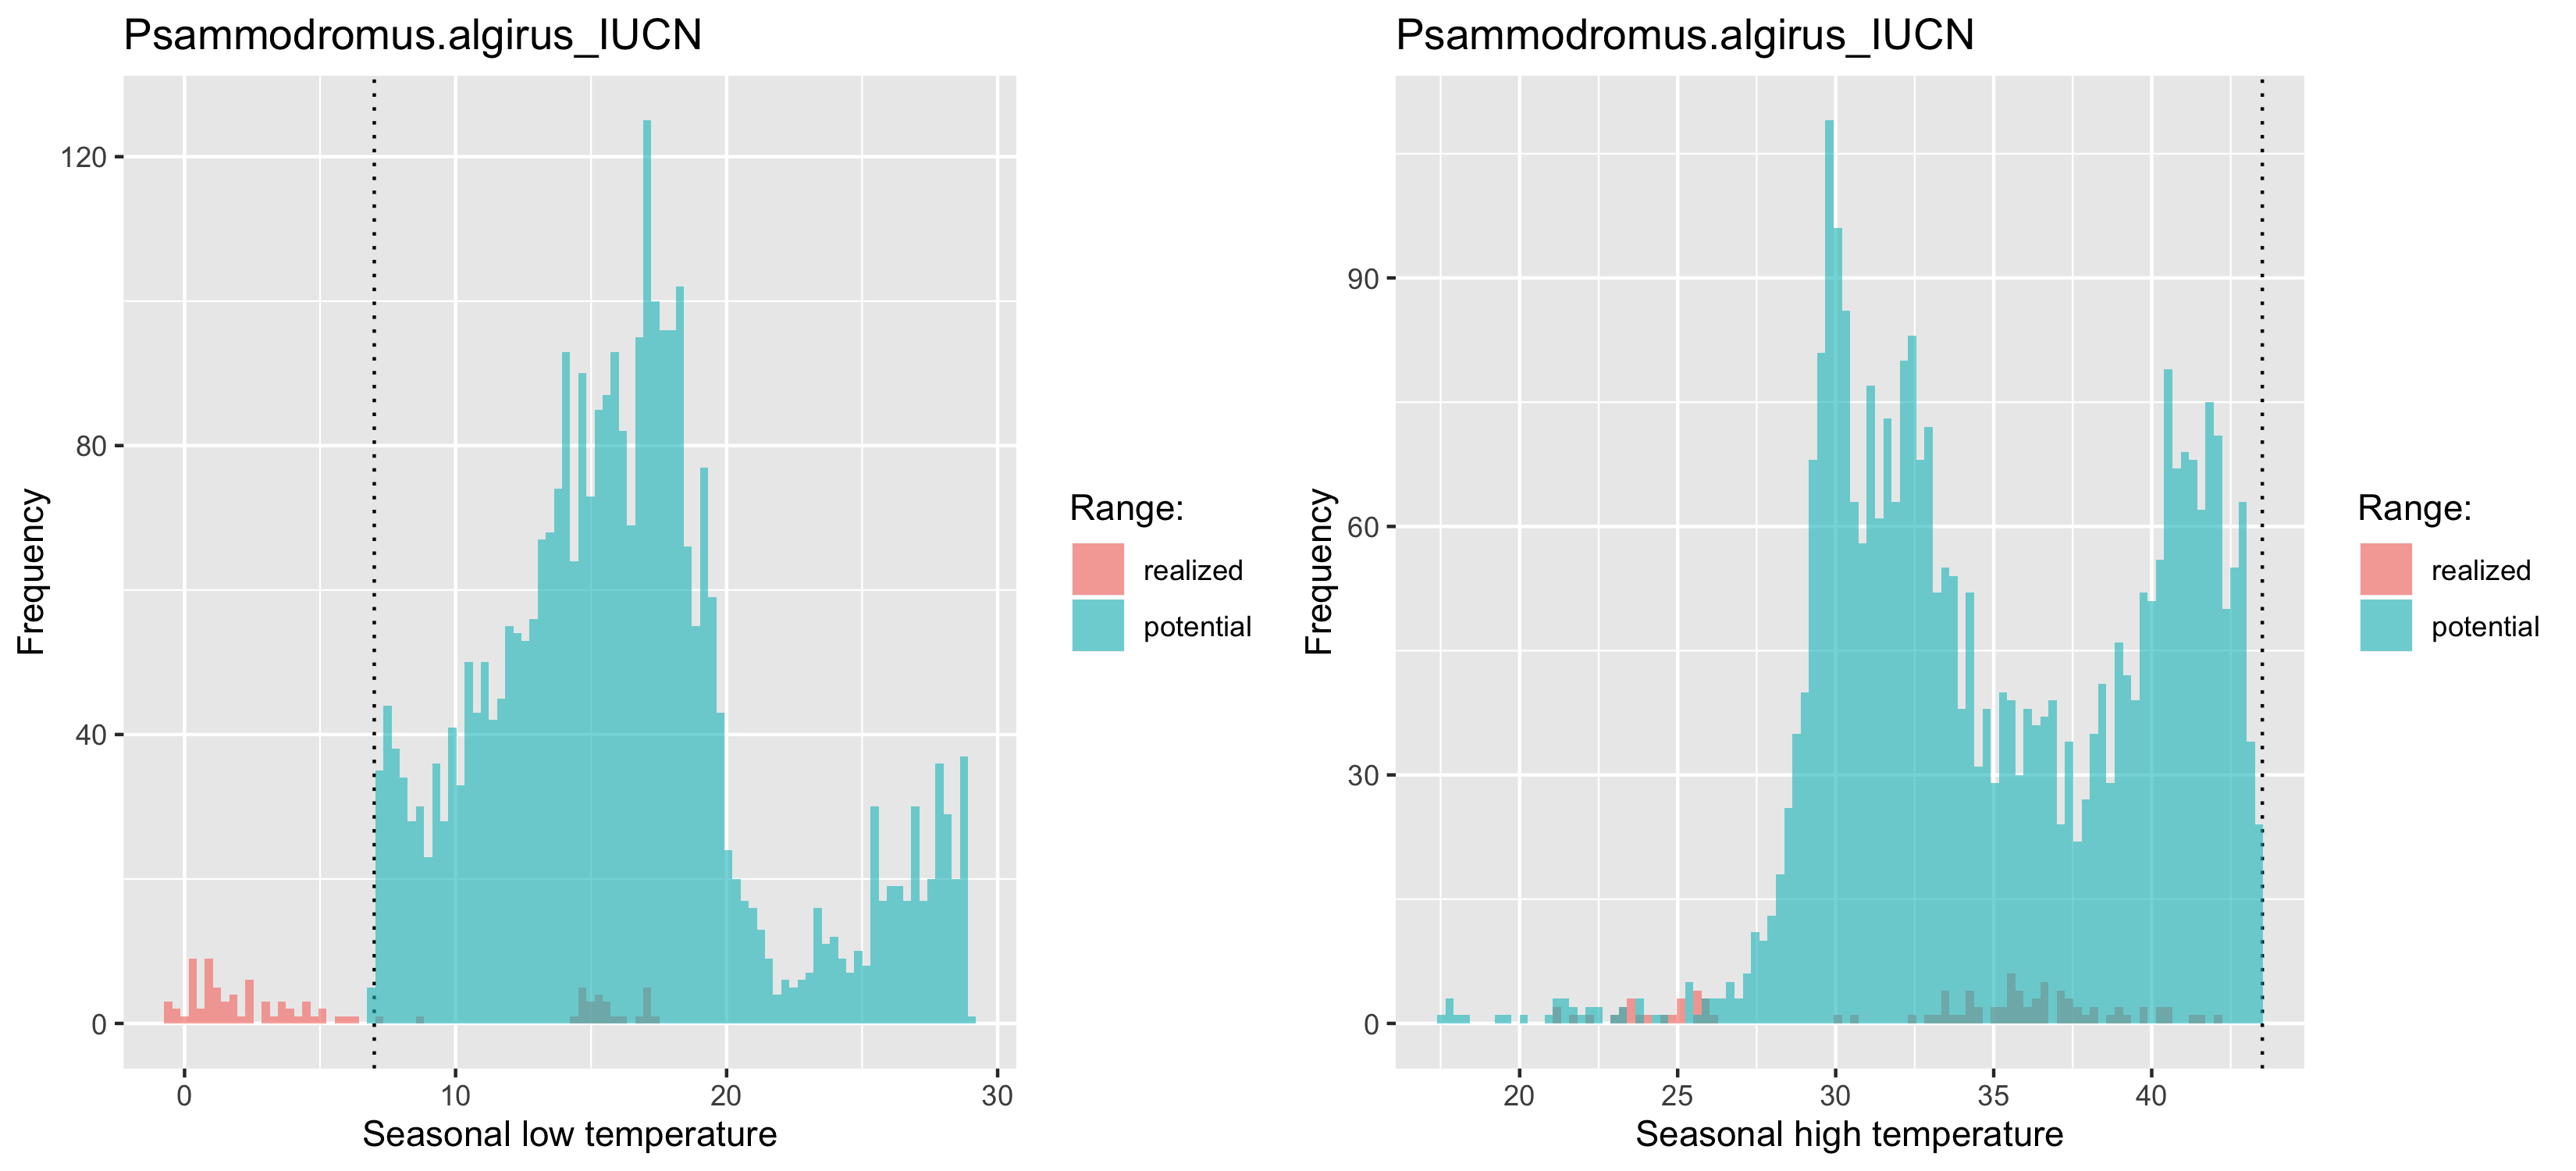 Psammodromus.algirus_IUCN
120
80
40
0
Frequency
0 10 20 30
Seasonal low temperature
Range:
realized
potential
Psammodromus.algirus_IUCN
90
60
30
0
Frequency
20 25 30 35 40
Seasonal high temperature
Range:
realized
potential